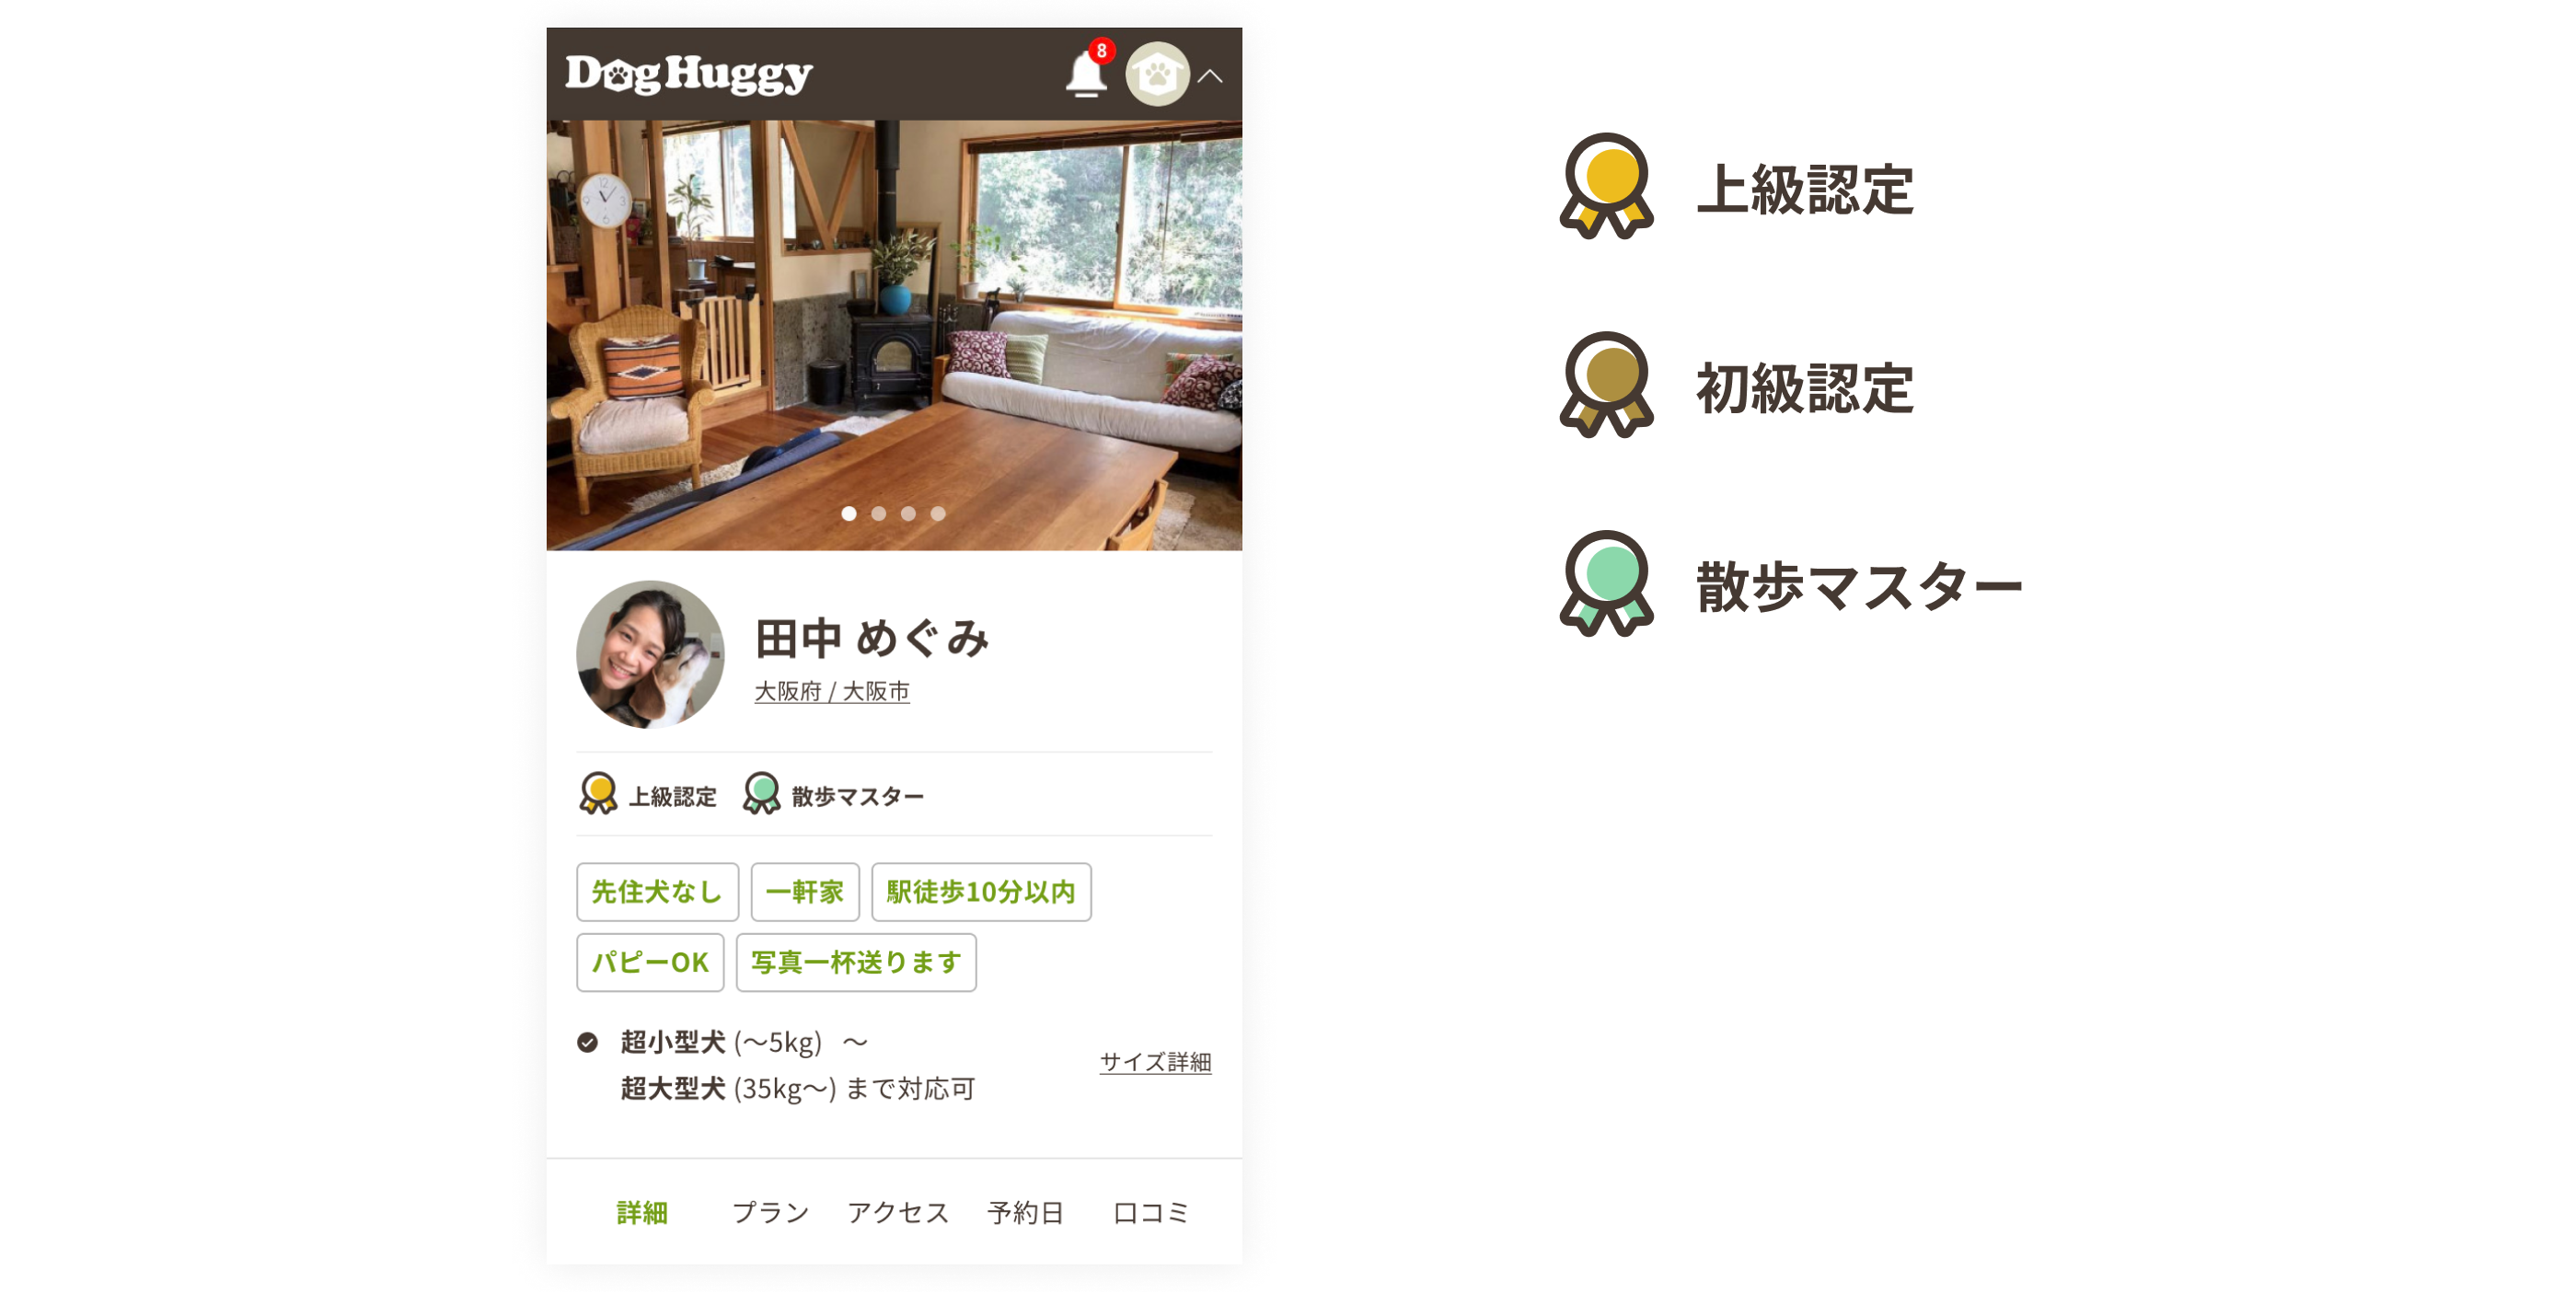 Dog Huggy
8
田中 めぐみ
大阪府 / 大阪市
上級認定 散歩マスター
先住犬なし 一軒家 駅徒歩10分以内
パピーOK 写真一杯送ります
超小型犬 (〜5kg) 〜
超大型犬 (35kg〜) まで対応可
サイズ詳細
詳細 プラン アクセス 予約日 口コミ
上級認定
初級認定
散歩マスター